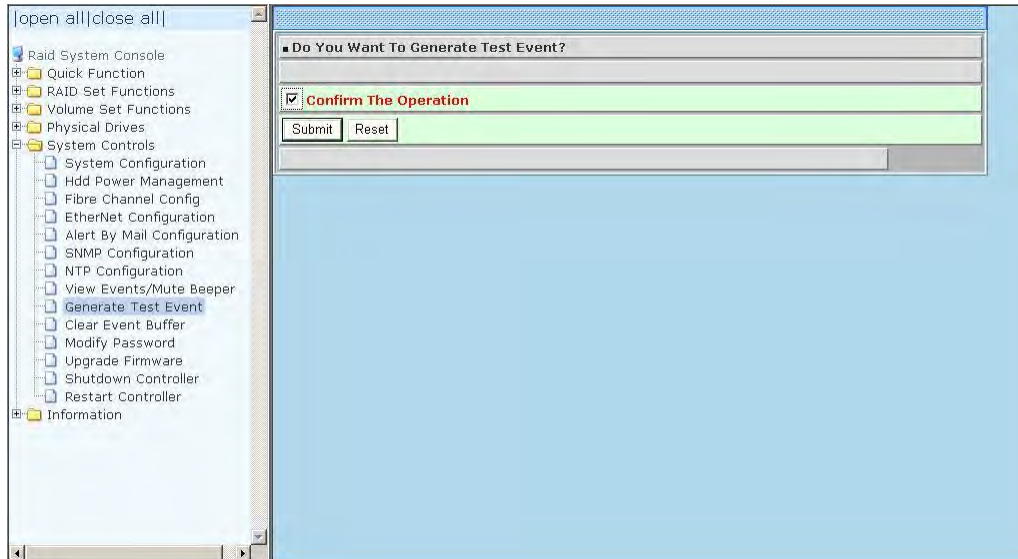 |open all|close all|
Raid System Console
Quick Function
RAID Set Functions
Volume Set Functions
Physical Drives
System Controls
System Configuration
Hdd Power Management
Fibre Channel Config
EtherNet Configuration
Alert By Mail Configuration
SNMP Configuration
NTP Configuration
View Events/Mute Beeper
Generate Test Event
Clear Event Buffer
Modify Password
Upgrade Firmware
Shutdown Controller
Restart Controller
Information
Do You Want To Generate Test Event?
Confirm The Operation
Submit Reset